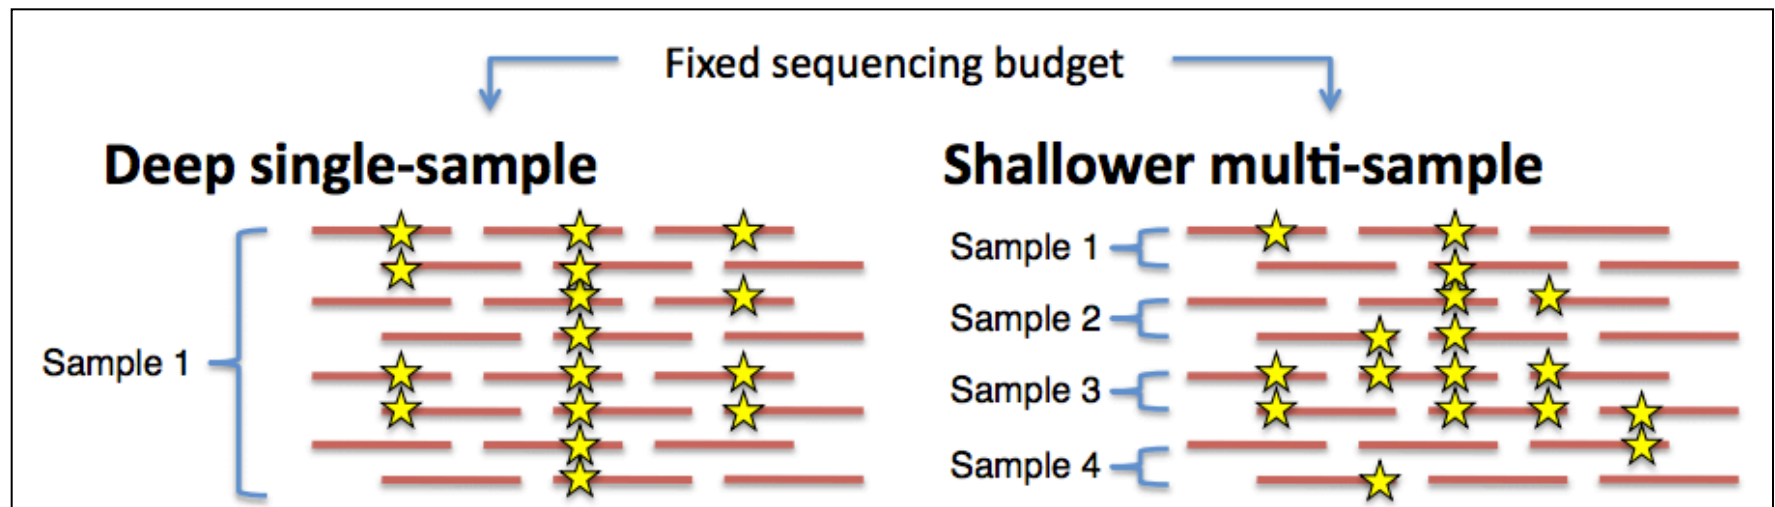 Fixed sequencing budget
Deep single-sample
Shallower multi-sample
Sample 1
Sample 1
Sample 2
Sample 3
Sample 4